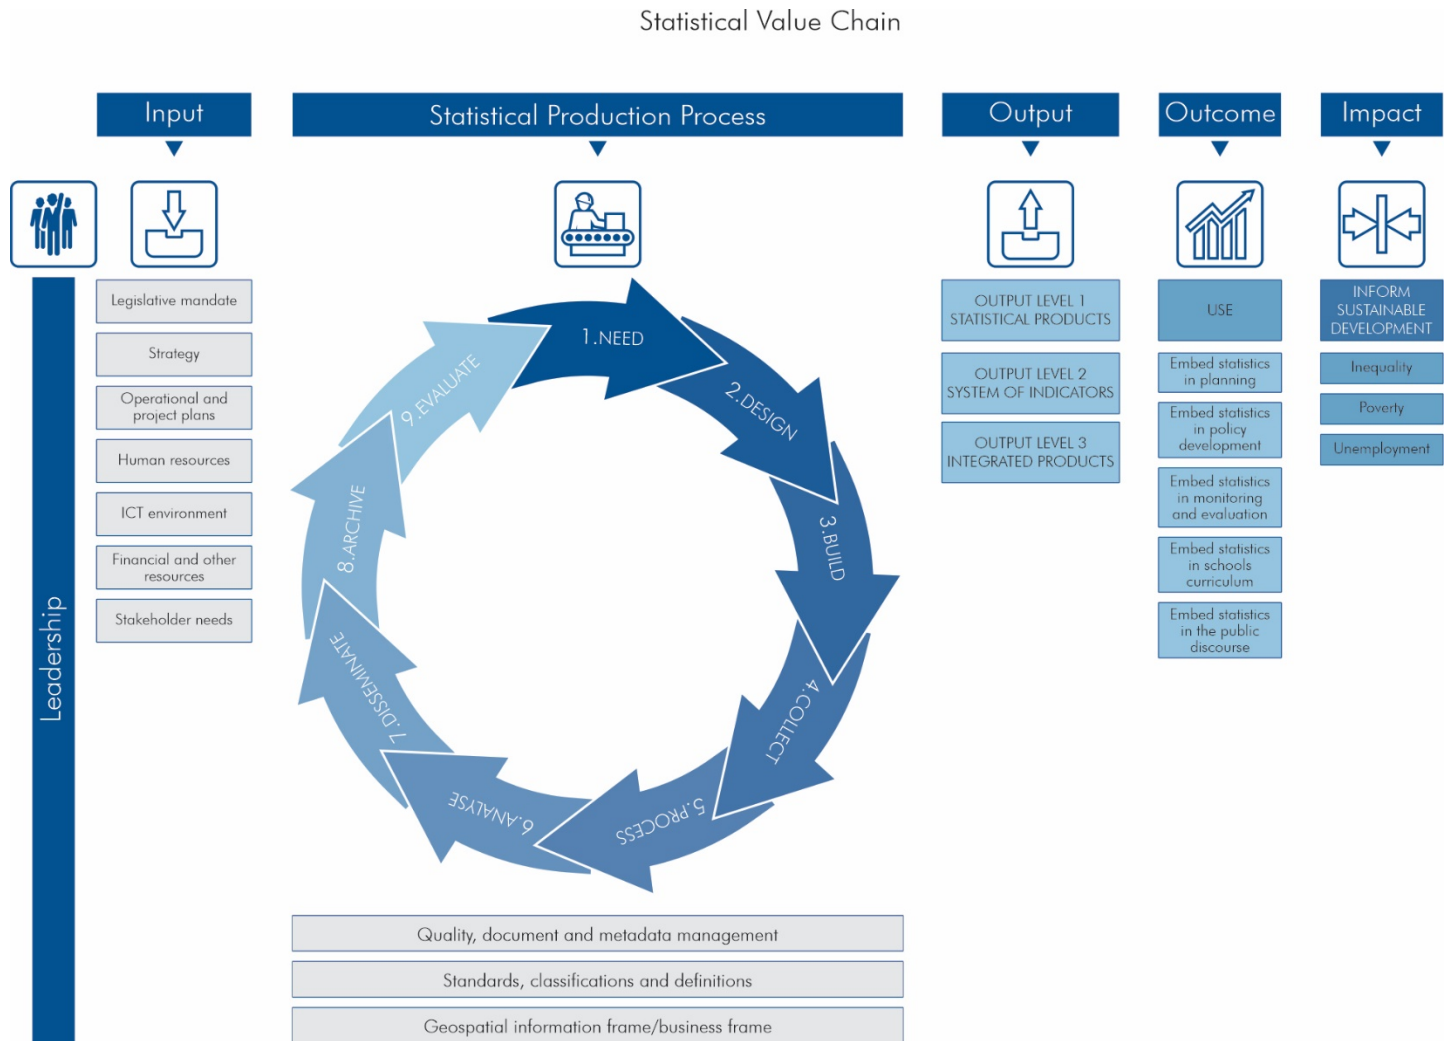 Statistical Value Chain
Input
Statistical Production Process
Output
Outcome
Impact
Leadership
Legislative mandate
Strategy
Operational and
project plans
Human resources
ICT environment
Financial and other
resources
Stakeholder needs
1.NEED
2.DESIGN
3.BUILD
4.COLLECT
5.PROCESS
6.ANALYSE
7.DISSEMINATE
8.ARCHIVE
9.EVALUATE
Quality, document and metadata management
Standards, classifications and definitions
Geospatial information frame/business frame
OUTPUT LEVEL 1
STATISTICAL PRODUCTS
OUTPUT LEVEL 2
SYSTEM OF INDICATORS
OUTPUT LEVEL 3
INTEGRATED PRODUCTS
USE
Embed statistics
in planning
Embed statistics
in policy
development
Embed statistics
in monitoring
and evaluation
Embed statistics
in schools
curriculum
Embed statistics
in the public
discourse
INFORM
SUSTAINABLE
DEVELOPMENT
Inequality
Poverty
Unemployment